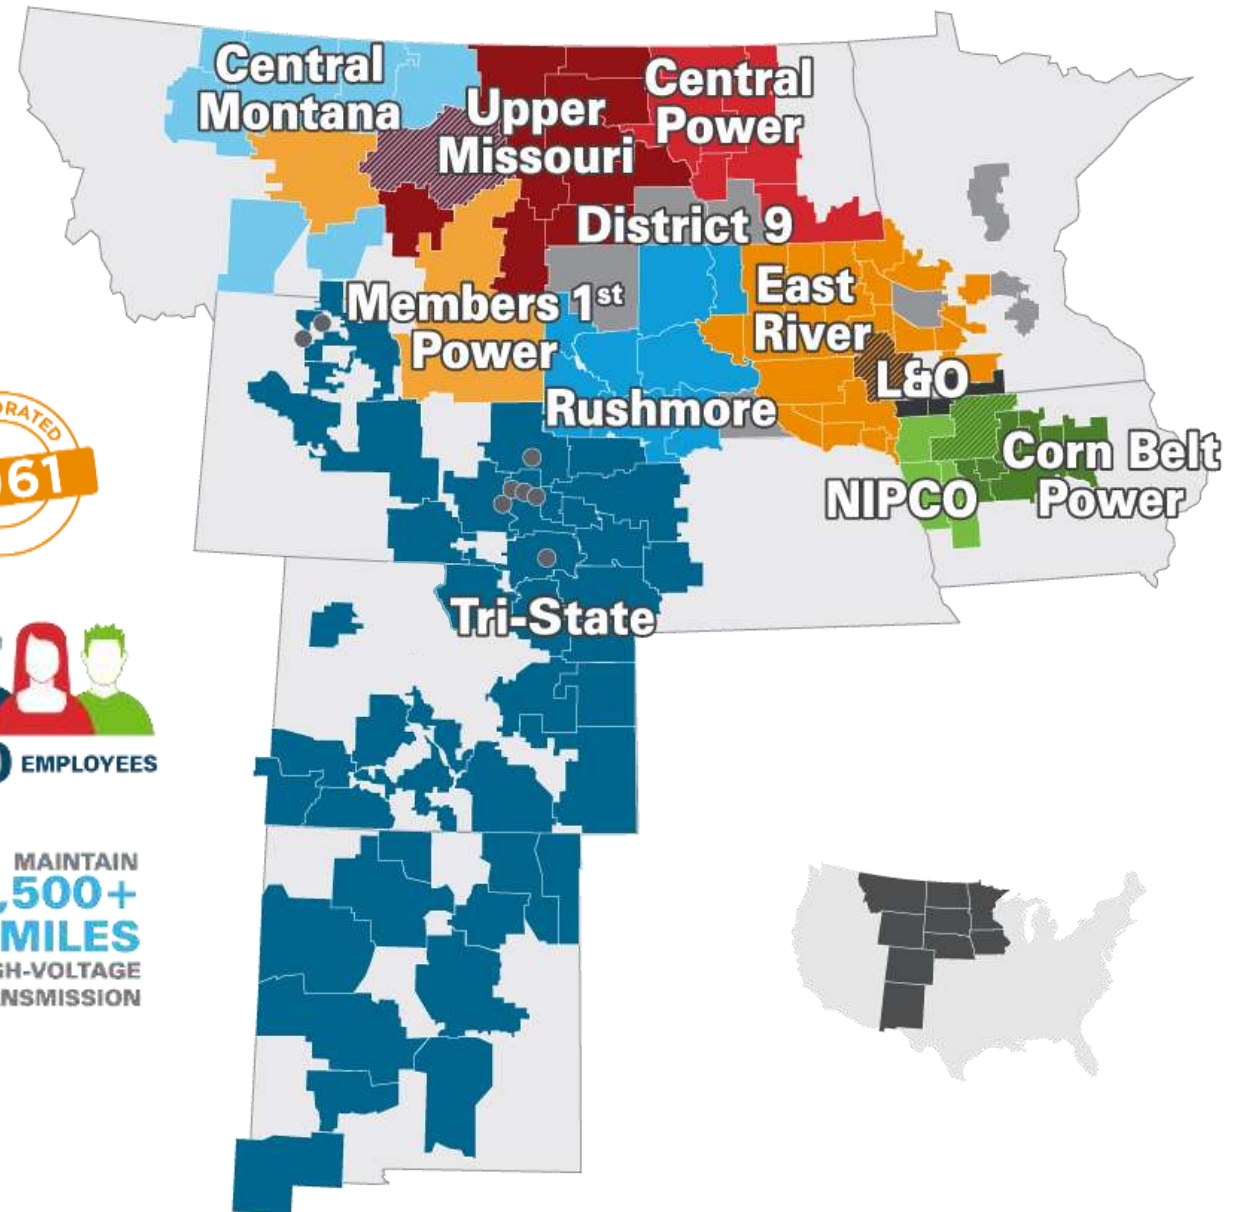 Central
Montana
Upper
Missouri
Central
Power
District 9
Members 1st
Power
East
River
L&O
Rushmore
NIPCO
Corn Belt
Power
Tri-State
EMPLOYEES
MAINTAIN
,500+
MILES